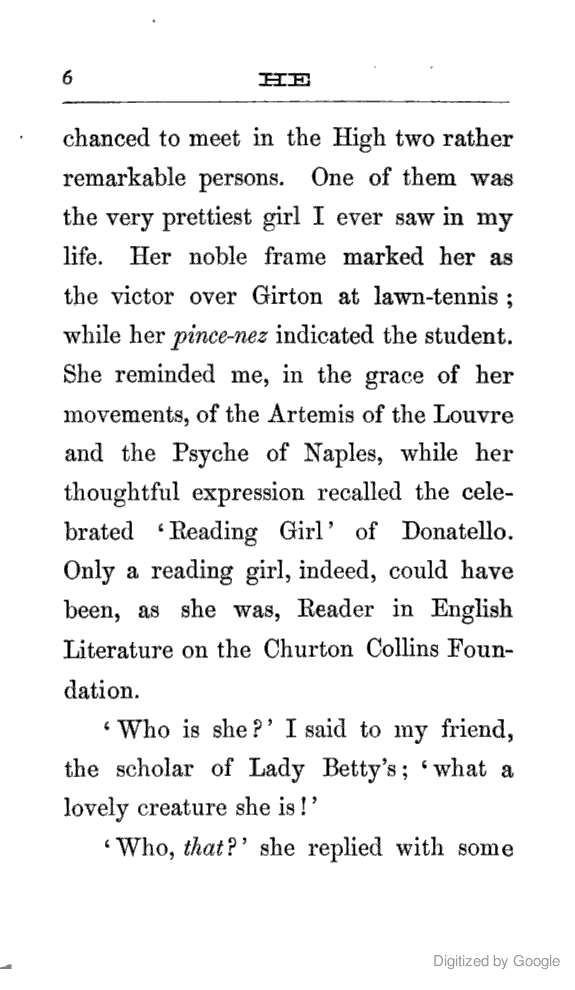 6
HE
chanced to meet in the High two rather
remarkable persons. One of them was
the very prettiest girl I ever saw in my
life. Her noble frame marked her as
the victor over Girton at lawn-tennis ;
while her pince-nez indicated the student.
She reminded me, in the grace of her
movements, of the Artemis of the Louvre
and the Psyche of Naples, while her
thoughtful expression recalled the cele-
brated ‘Reading Girl’ of Donatello.
Only a reading girl, indeed, could have
been, as she was, Reader in English
Literature on the Churton Collins Foun-
dation.
‘Who is she?’ I said to my friend,
the scholar of Lady Betty’s; ‘what a
lovely creature she is!’
‘Who, that?’ she replied with some
Digitized by Google